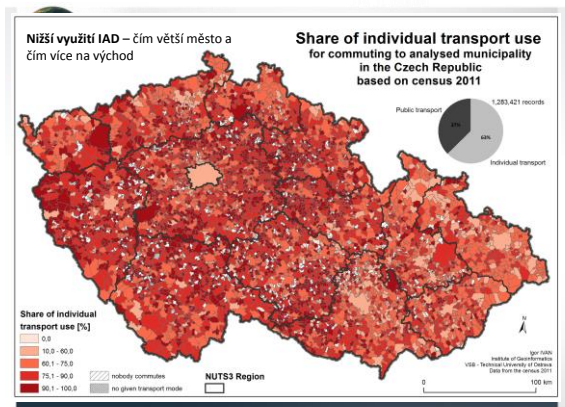 Nižší využití IAD – čím větší město a
čím více na východ
Share of individual transport use
for commuting to analysed municipality
in the Czech Republic
based on census 2011
1,283,421 records
Public transport
37%
63%
Individual transport
Share of individual
transport use [%]
0,0
10,0 - 60,0
60,1 - 75,0
75,1 - 90,0
90,1 - 100,0
nobody commutes
no given transport mode
NUTS3 Region
N
Igor IVAN
Institute of Geoinformatics
VSB - Technical University of Ostrava
Data from the census 2011
0
100 km